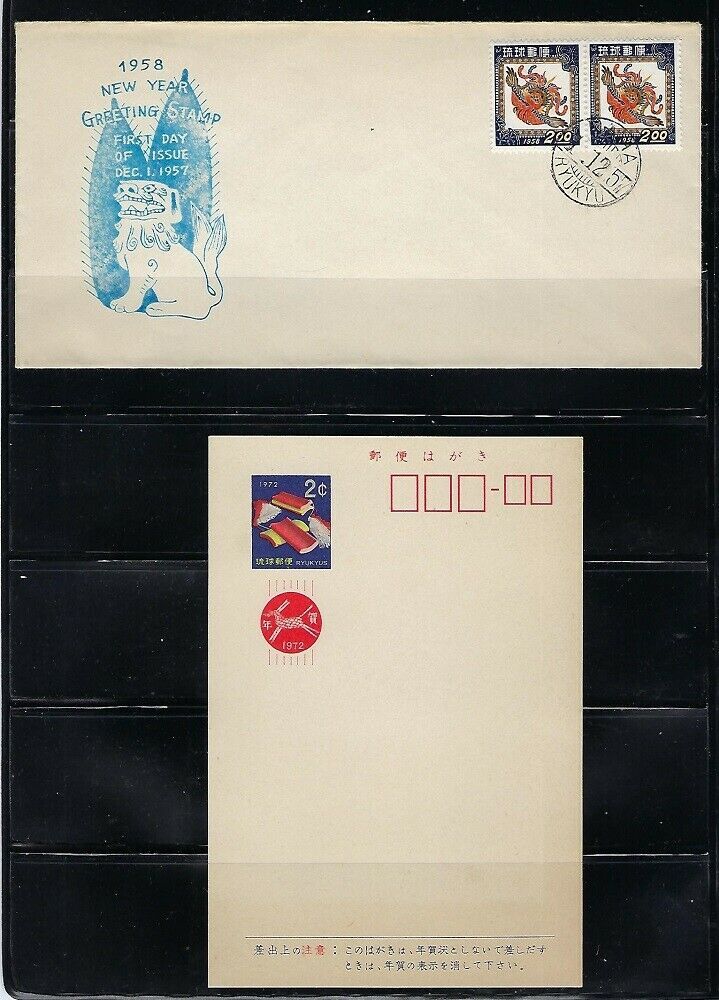 1958
NEW YEAR
GREETING STAMP
FIRST DAY
OF ISSUE
DEC. 1, 1957
琉球郵便
1958 2.00
琉球郵便
1958 2.00
NAHA
1.12.57
RYUKYU
郵便はがき
1972 2¢
琉球郵便 RYUKYUS
年賀
1972
差出上の注意：このはがきは、年賀状としないで差しだす
ときは、年賀の表示を消して下さい。